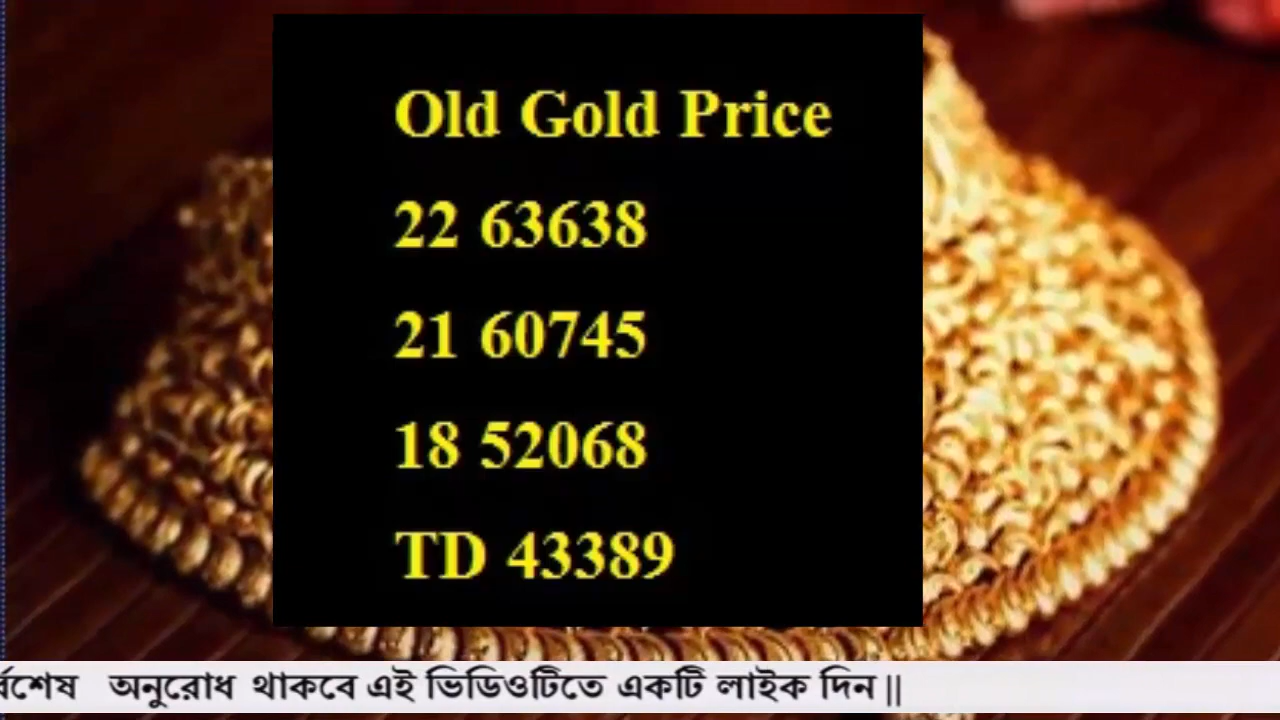 Old Gold Price
22 63638
21 60745
18 52068
TD 43389
অনুরোধ থাকবে এই ভিডিওটিতে একটি লাইক দিন ||